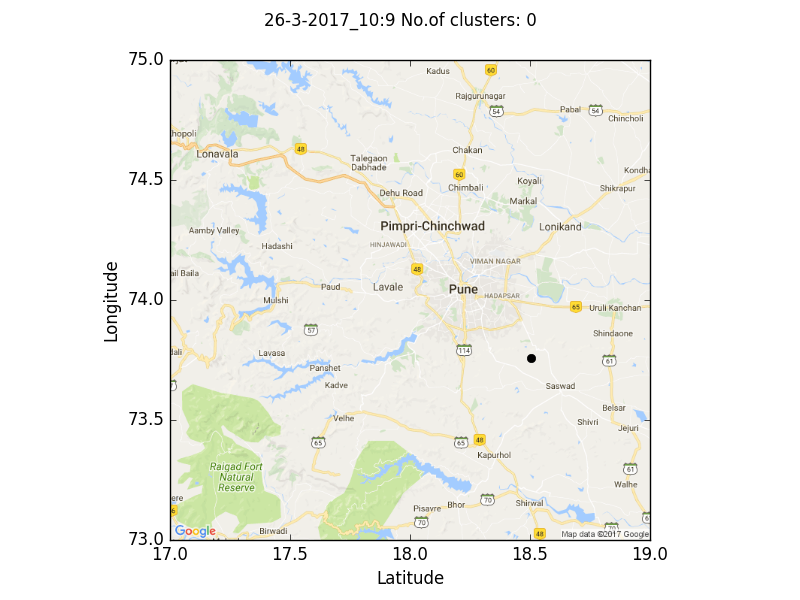 26-3-2017_10:9 No.of clusters: 0
75.0
74.5
74.0
73.5
73.0
17.0
17.5
18.0
18.5
19.0
Longitude
Latitude
Kadus
60
Rajgurunagar
54
Pabal
54
Chincholi
hopoli
Lonavala
48
Talegaon
Dabhade
Chakan
60
Chimbali
Koyali
Kondha
Shikrapur
Dehu Road
Markal
Aamby Valley
Pimpri-Chinchwad
Lonikand
Hadashi
HINJAWADI
VIMAN NAGAR
ail Baila
48
Mulshi
Paud
Lavale
Pune
HADAPSAR
65
Uruli Kanchan
57
Shindaone
dali
Lavasa
114
61
Panshet
Kadve
Saswad
Velhe
Belsar
Shivri
Jejuri
65
65
48
Kapurhol
Raigad Fort
Natural
Reserve
61
Walhe
ere
70
Shirwal
Bhor
Pisavre
70
6
Google
Birwadi
48
70
6
Map data ©2017 Google